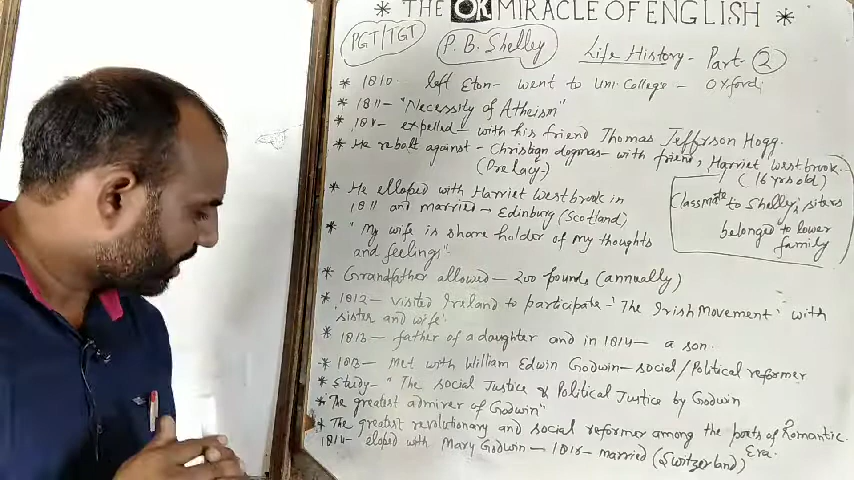 * THE OK MIRACLE OF ENGLISH *
PGT/TGT P. B. Shelley Life History - Part ②
* 1810. left Eton - went to Uni. College - Oxford;
* 1811 - "Necessity of Atheism"
* expelled - with his friend Thomas Jeffrson Hogg.
* He rebolt against - Christian dogmas - with friend, Harriet Westbrook..
(16 yrs old)
* He elloped with Harriet Westbrook in
1811 and married - Edinburg (Scotland)
Classmate to Shelley's sisters
belonged to lower
family
* "My wife is share holder of my thoughts
and feelings".
* Grandfather allowed - 200 pounds (annually)
* 1812 - visited Ireland to participate - 'The Irish Movement' with
sister and wife.
* 1813 - father of a daughter and in 1814 - a son..
* 1813 - Met with William Edwin Godwin - social/Political reformer
* study - "The social Justice & Political Justice by Godwin
* "The greatest admirer of Godwin"
* The greatest revolutionary and social reformer among the poets of Romantic.
Era.
1814 - eloped with Mary Godwin - 1816 - married (Switzerland)